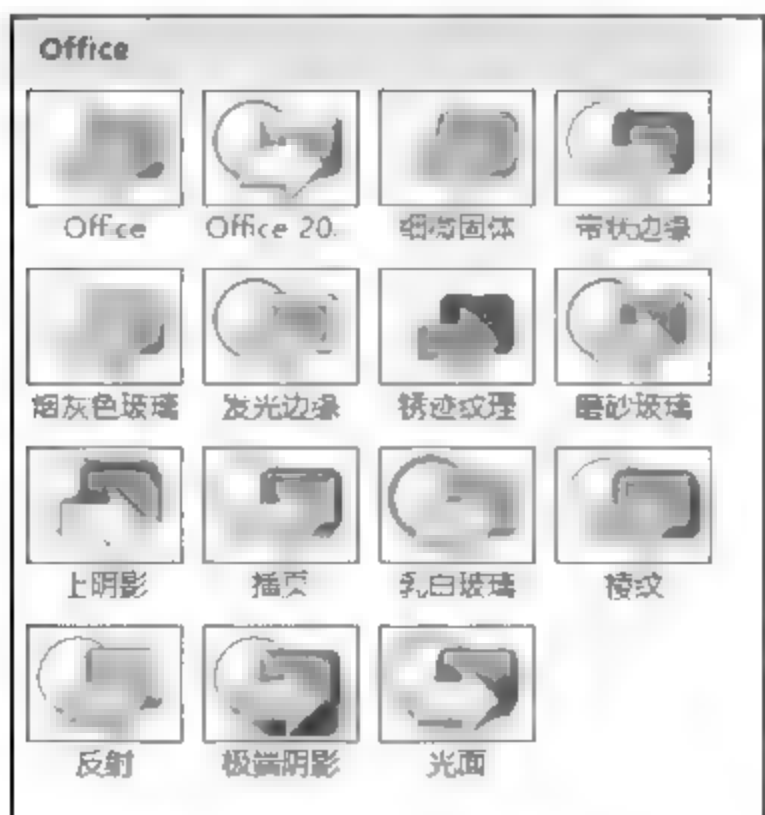 Office
Office Office 20... 细微固体 带状边缘
烟灰色玻璃 发光边缘 锈迹纹理 磨砂玻璃
上阴影 插页 乳白玻璃 棱纹
反射 极端阴影 光面